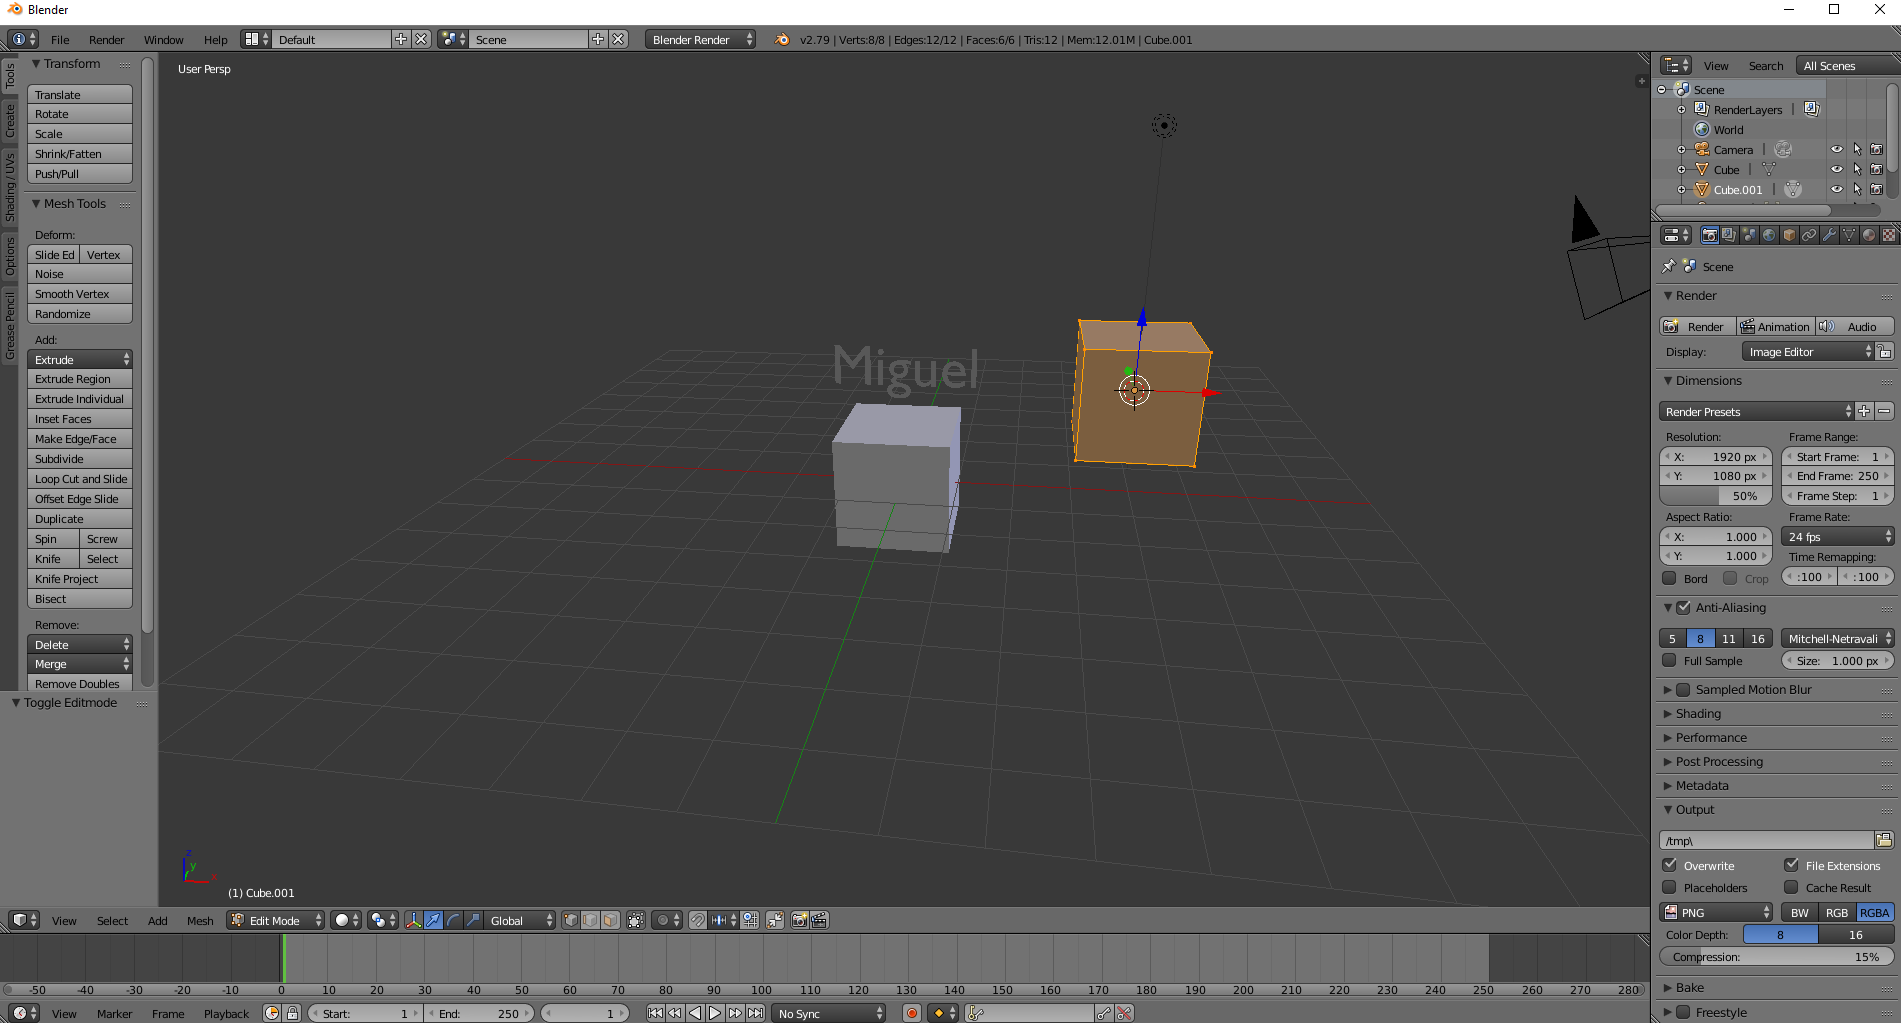 Blender
File Render Window Help Default Scene Blender Render v2.79 | Verts:8/8 | Edges:12/12 | Faces:6/6 | Tris:12 | Mem:12.01M | Cube.001
Tools
Create
Shading / UVs
Options
Grease Pencil
Transform
Translate
Rotate
Scale
Shrink/Fatten
Push/Pull
Mesh Tools
Deform:
Slide Ed Vertex
Noise
Smooth Vertex
Randomize
Add:
Extrude
Extrude Region
Extrude Individual
Inset Faces
Make Edge/Face
Subdivide
Loop Cut and Slide
Offset Edge Slide
Duplicate
Spin Screw
Knife Select
Knife Project
Bisect
Remove:
Delete
Merge
Remove Doubles
Toggle Editmode
User Persp
Miguel
z
y
x
(1) Cube.001
View Select Add Mesh Edit Mode Global
-50 -40 -30 -20 -10 0 10 20 30 40 50 60 70 80 90 100 110 120 130 140 150 160 170 180 190 200 210 220 230 240 250 260 270 280
View Marker Frame Playback Start: 1 End: 250 1 No Sync
View Search All Scenes
Scene
RenderLayers |
World
Camera |
Cube |
Cube.001 |
Scene
Render
Render Animation Audio
Display: Image Editor
Dimensions
Render Presets
Resolution: Frame Range:
X: 1920 px Start Frame: 1
Y: 1080 px End Frame: 250
50% Frame Step: 1
Aspect Ratio: Frame Rate:
X: 1.000 24 fps
Y: 1.000 Time Remapping:
Bord Crop :100 :100
Anti-Aliasing
5 8 11 16 Mitchell-Netravali
Full Sample Size: 1.000 px
Sampled Motion Blur
Shading
Performance
Post Processing
Metadata
Output
/tmp\
Overwrite File Extensions
Placeholders Cache Result
PNG BW RGB RGBA
Color Depth: 8 16
Compression: 15%
Bake
Freestyle